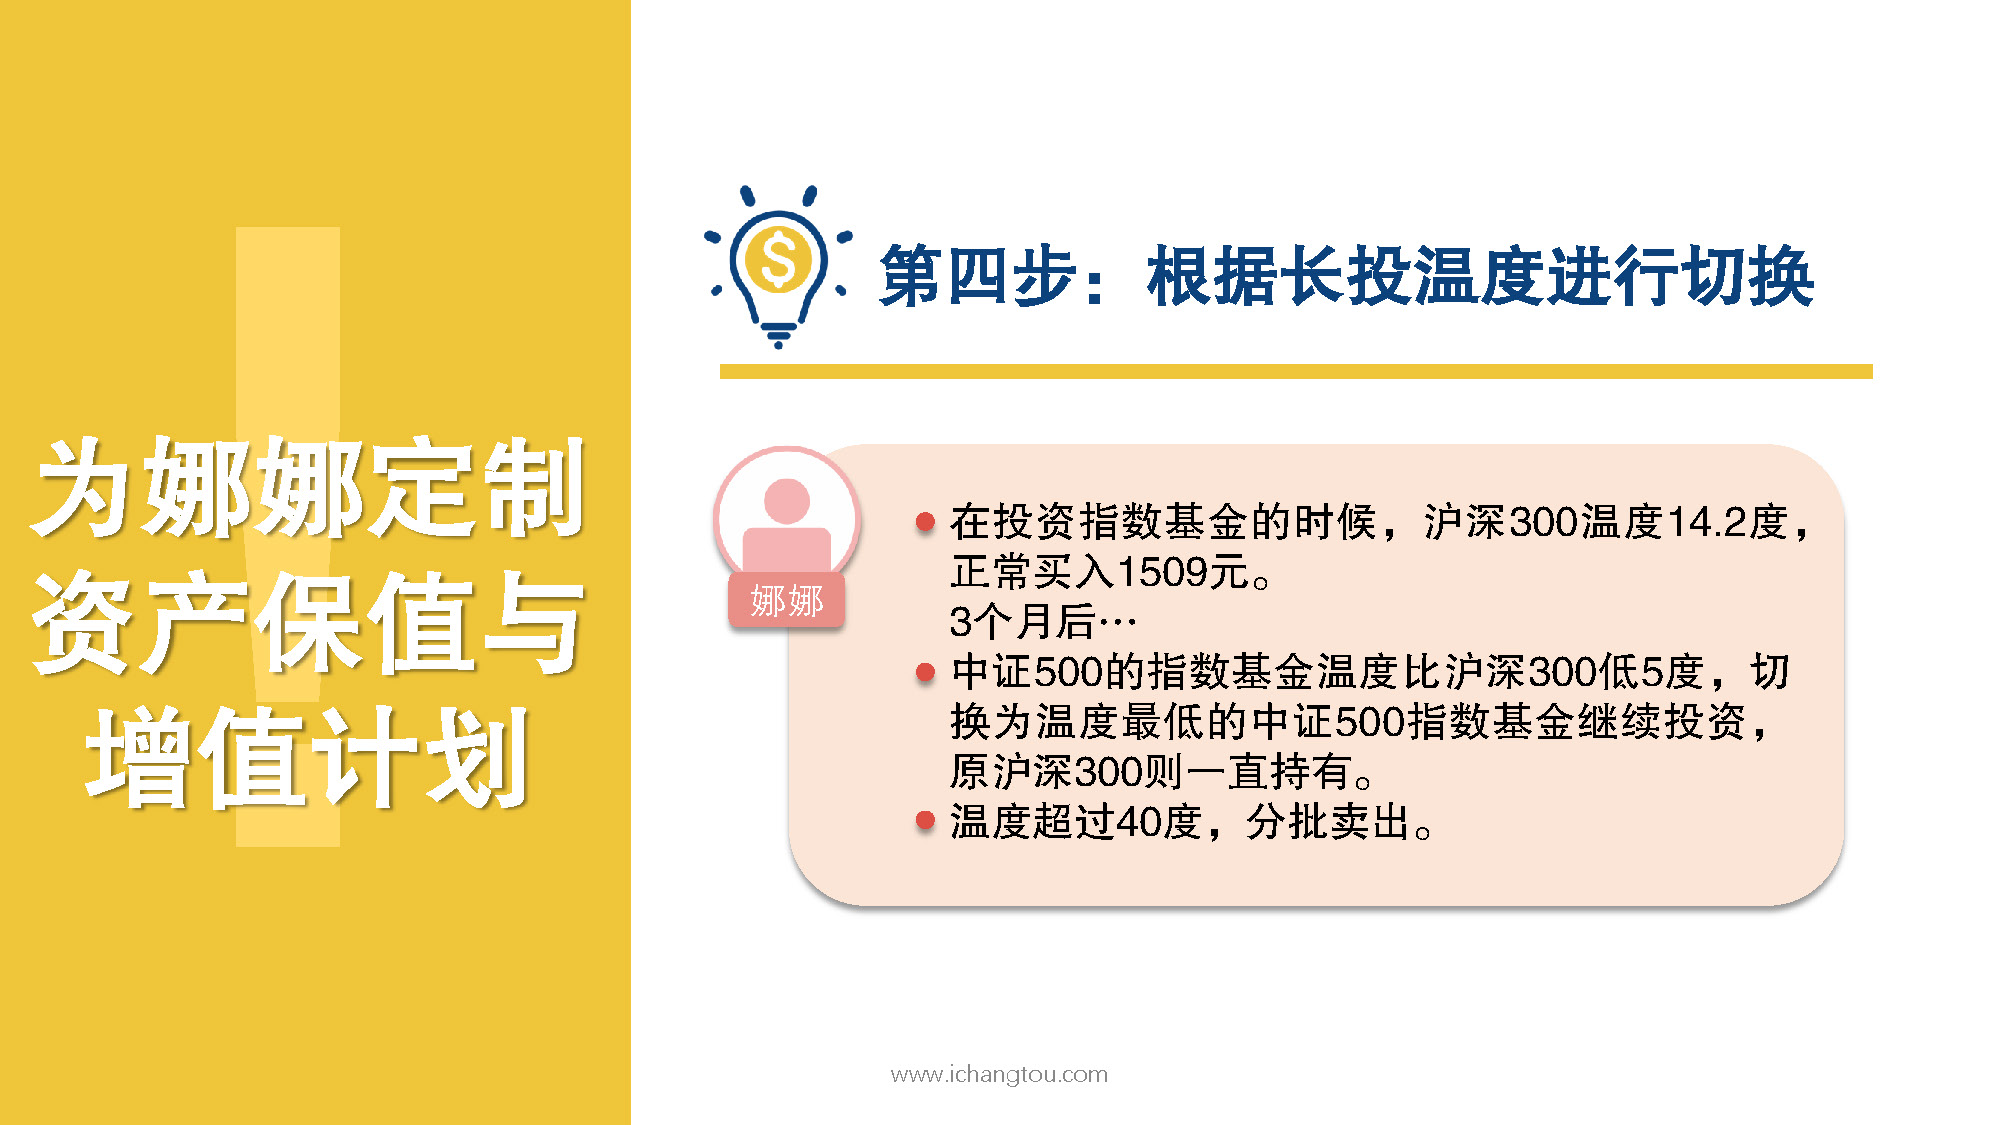 为娜娜定制
资产保值与
增值计划
第四步：根据长投温度进行切换
娜娜
在投资指数基金的时候，沪深300温度14.2度，
正常买入1509元。
3个月后…
中证500的指数基金温度比沪深300低5度，切
换为温度最低的中证500指数基金继续投资，
原沪深300则一直持有。
温度超过40度，分批卖出。
www.ichangtou.com